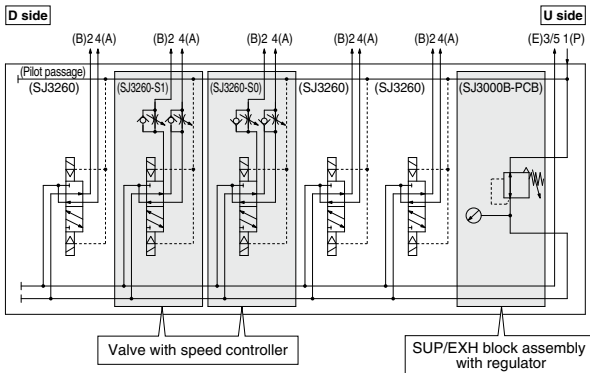 D side
U side
(B)2 4(A)
(B)2 4(A)
(B)2 4(A)
(B)2 4(A)
(B)2 4(A)
(E)3/5 1(P)
(Pilot passage)
(SJ3260)
(SJ3260-S1)
(SJ3260-S0)
(SJ3260)
(SJ3260)
(SJ3000B-PCB)
Valve with speed controller
SUP/EXH block assembly
with regulator